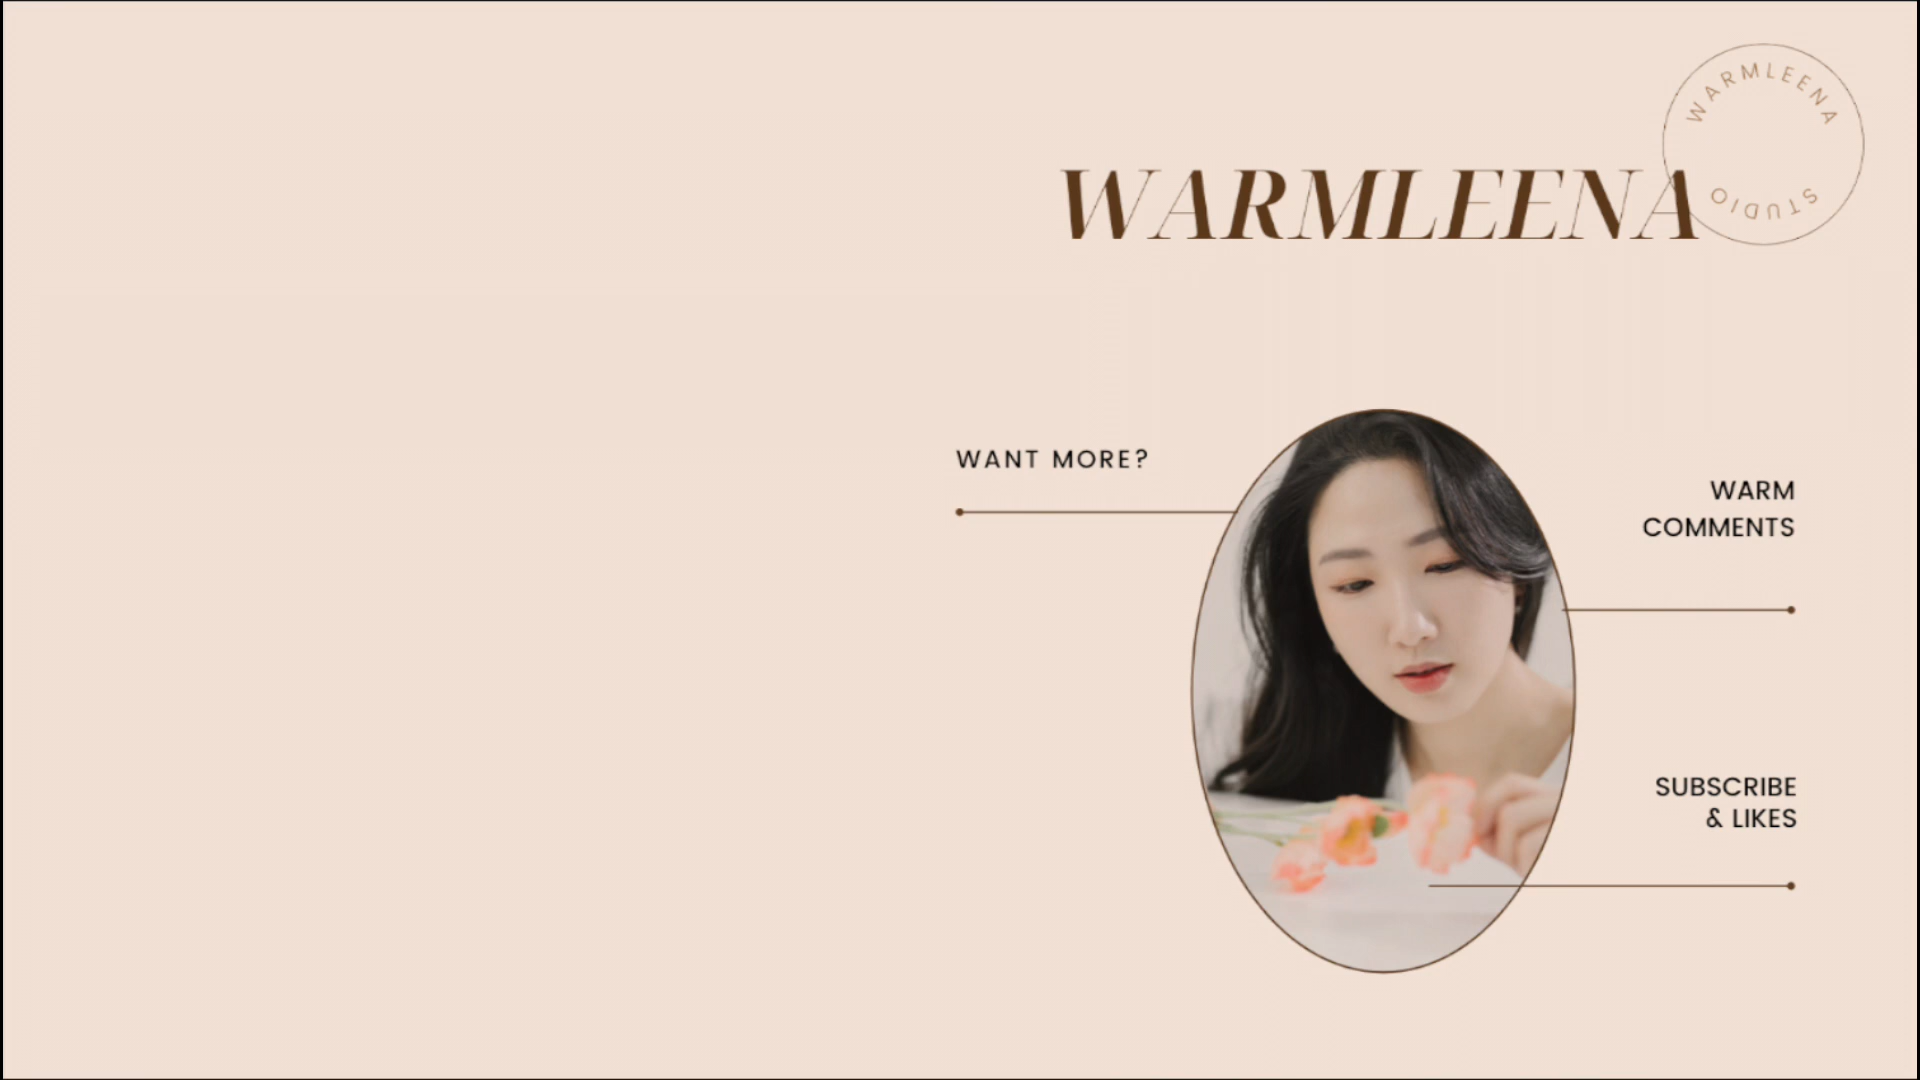 WARMLEENA
STUDIO
WARMLEENA
WANT MORE?
WARM
COMMENTS
SUBSCRIBE
& LIKES